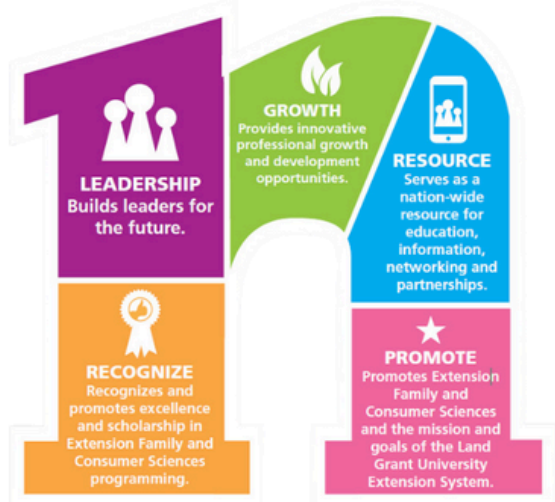 LEADERSHIP
Builds leaders for
the future.
GROWTH
Provides innovative
professional growth
and development
opportunities.
RESOURCE
Serves as a
nation-wide
resource for
education,
information,
networking and
partnerships.
RECOGNIZE
Recognizes and
promotes excellence
and scholarship in
Extension Family and
Consumer Sciences
programming.
PROMOTE
Promotes Extension
Family and
Consumer Sciences
and the mission and
goals of the Land
Grant University
Extension System.